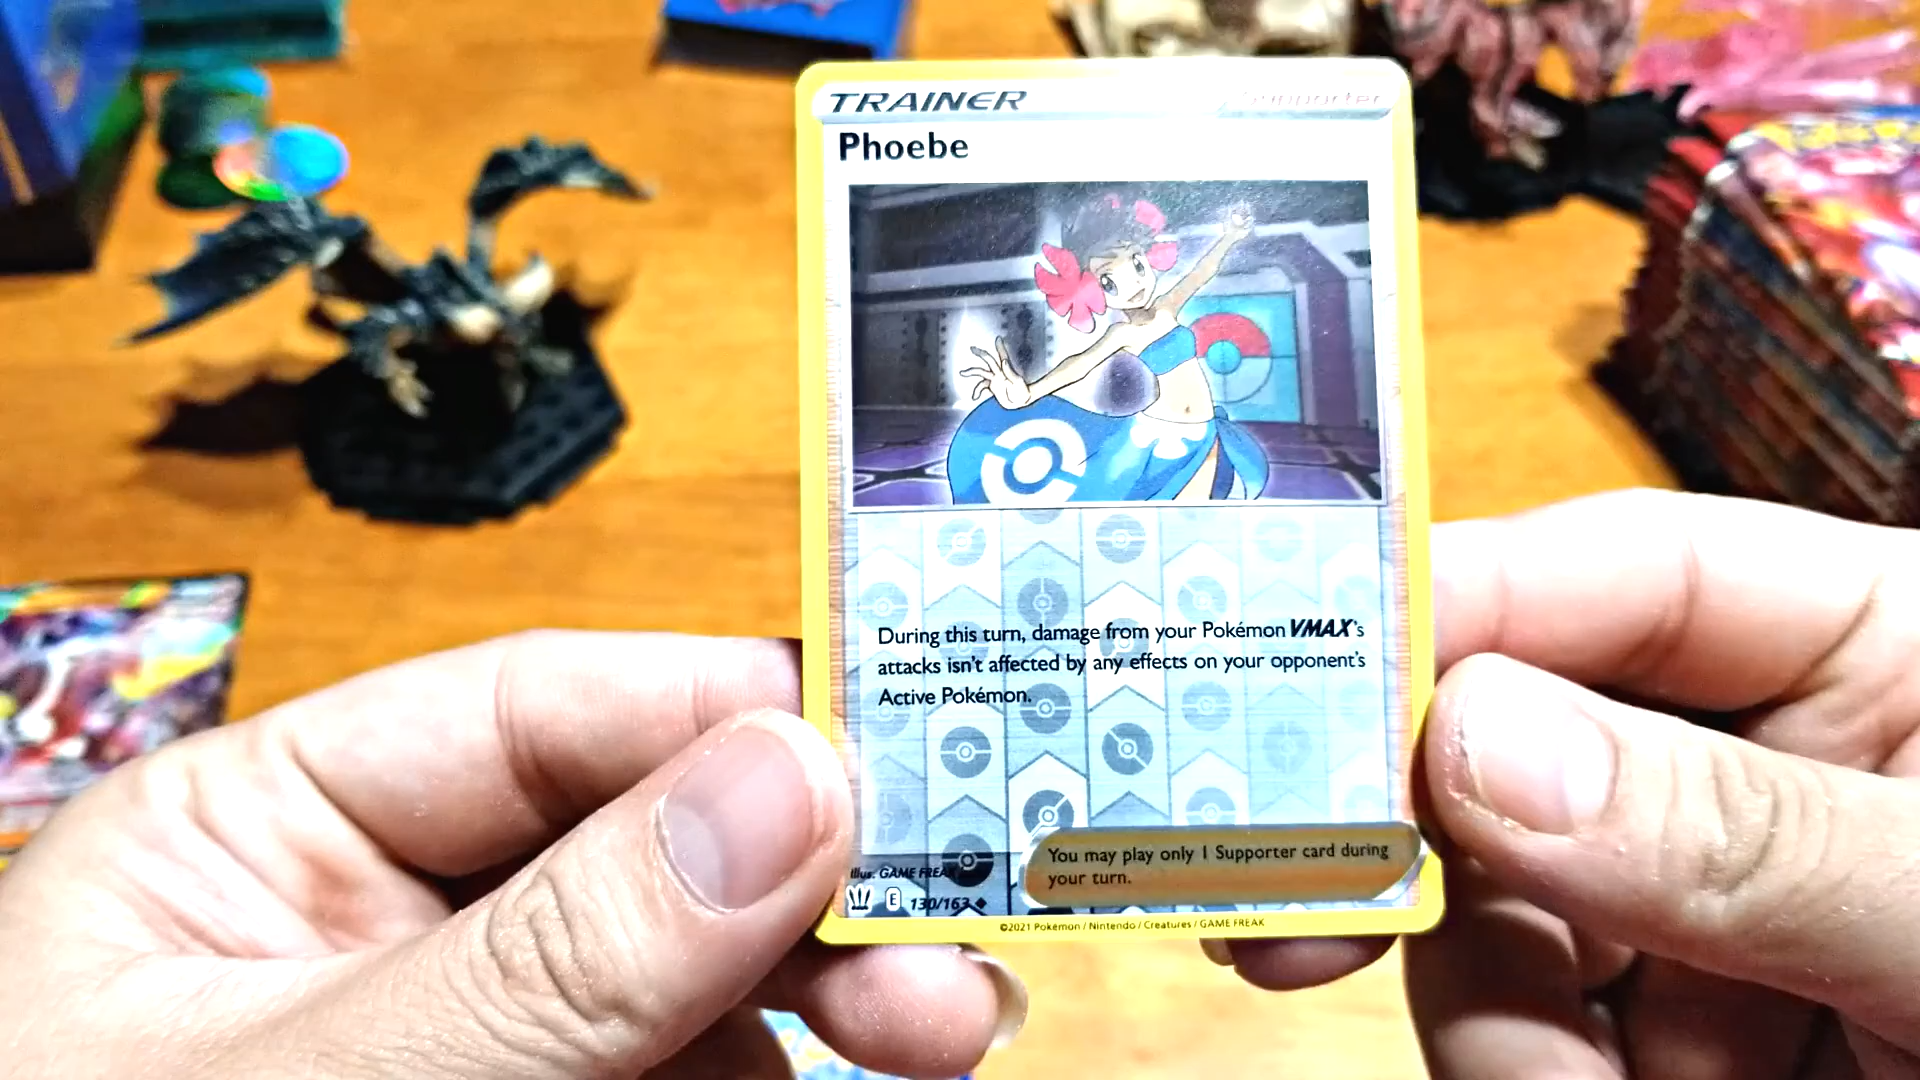 TRAINER
Supporter
Phoebe
During this turn, damage from your Pokémon VMAX's
attacks isn't affected by any effects on your opponent's
Active Pokémon.
You may play only 1 Supporter card during
your turn.
Illus. GAME FREAK
E 130/163
©2021 Pokémon / Nintendo / Creatures / GAME FREAK